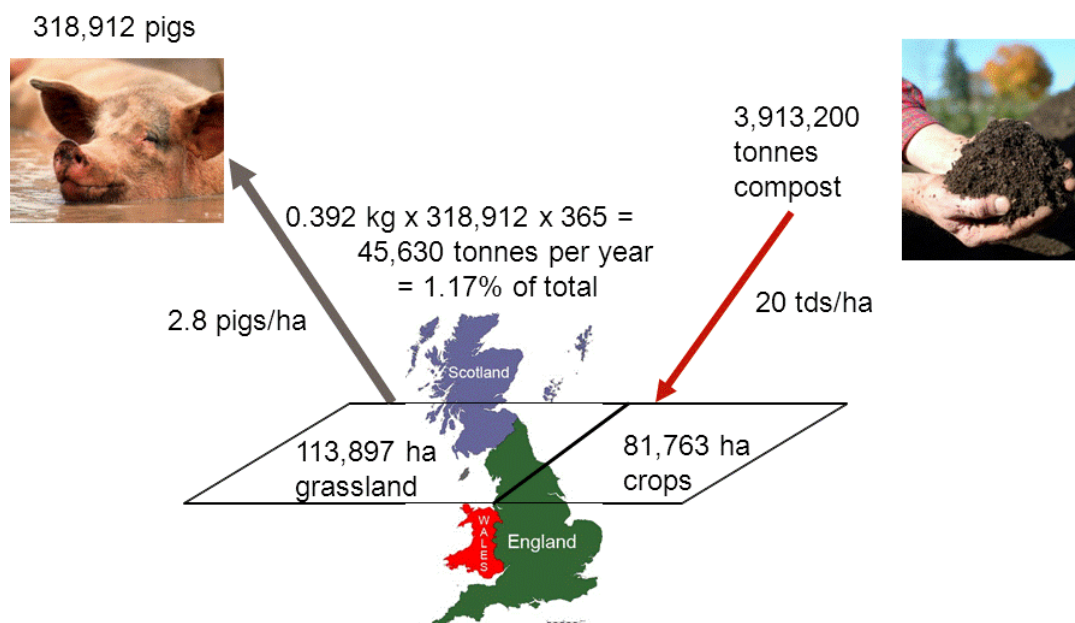 318,912 pigs
3,913,200
tonnes
compost
0.392 kg x 318,912 x 365 =
45,630 tonnes per year
= 1.17% of total
2.8 pigs/ha
20 tds/ha
Scotland
113,897 ha
grassland
81,763 ha
crops
WALES
England